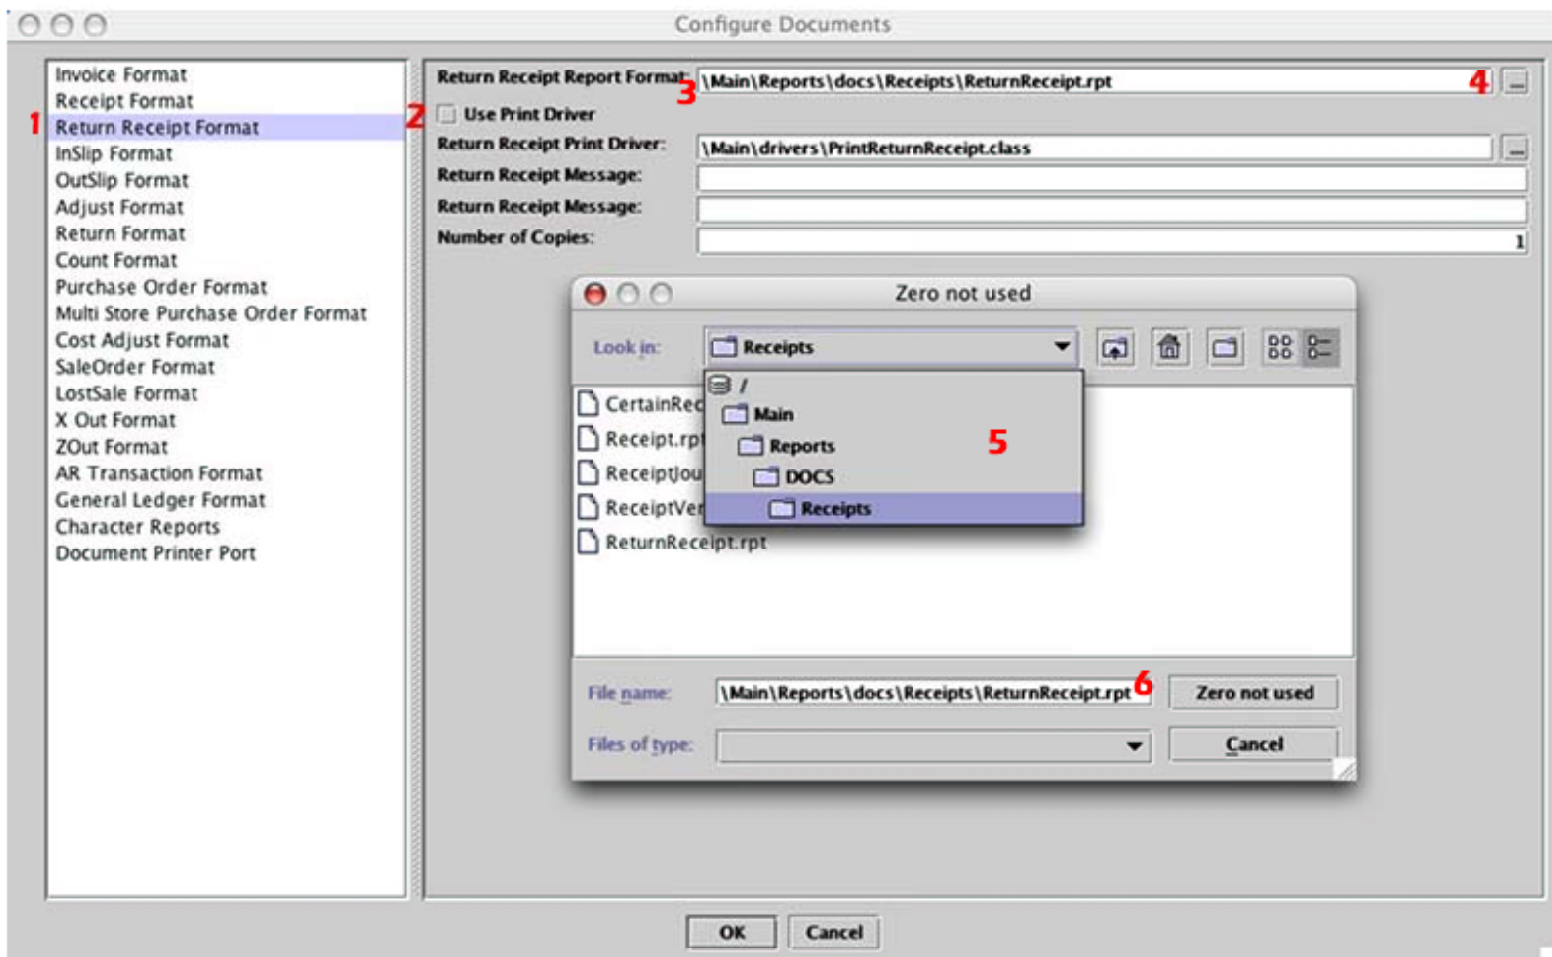 Configure Documents
Invoice Format
Receipt Format
1 Return Receipt Format
InSlip Format
OutSlip Format
Adjust Format
Return Format
Count Format
Purchase Order Format
Multi Store Purchase Order Format
Cost Adjust Format
SaleOrder Format
LostSale Format
X Out Format
ZOut Format
AR Transaction Format
General Ledger Format
Character Reports
Document Printer Port
Return Receipt Report Format: 3 \Main\Reports\docs\Receipts\ReturnReceipt.rpt 4 ...
2 Use Print Driver
Return Receipt Print Driver: \Main\drivers\PrintReturnReceipt.class ...
Return Receipt Message:
Return Receipt Message:
Number of Copies: 1
Zero not used
Look in: Receipts
/
Main
Reports 5
DOCS
Receipts
CertainRec
Receipt.rpt
ReceiptJou
ReceiptVer
ReturnReceipt.rpt
File name: \Main\Reports\docs\Receipts\ReturnReceipt.rpt 6 Zero not used
Files of type: Cancel
OK Cancel